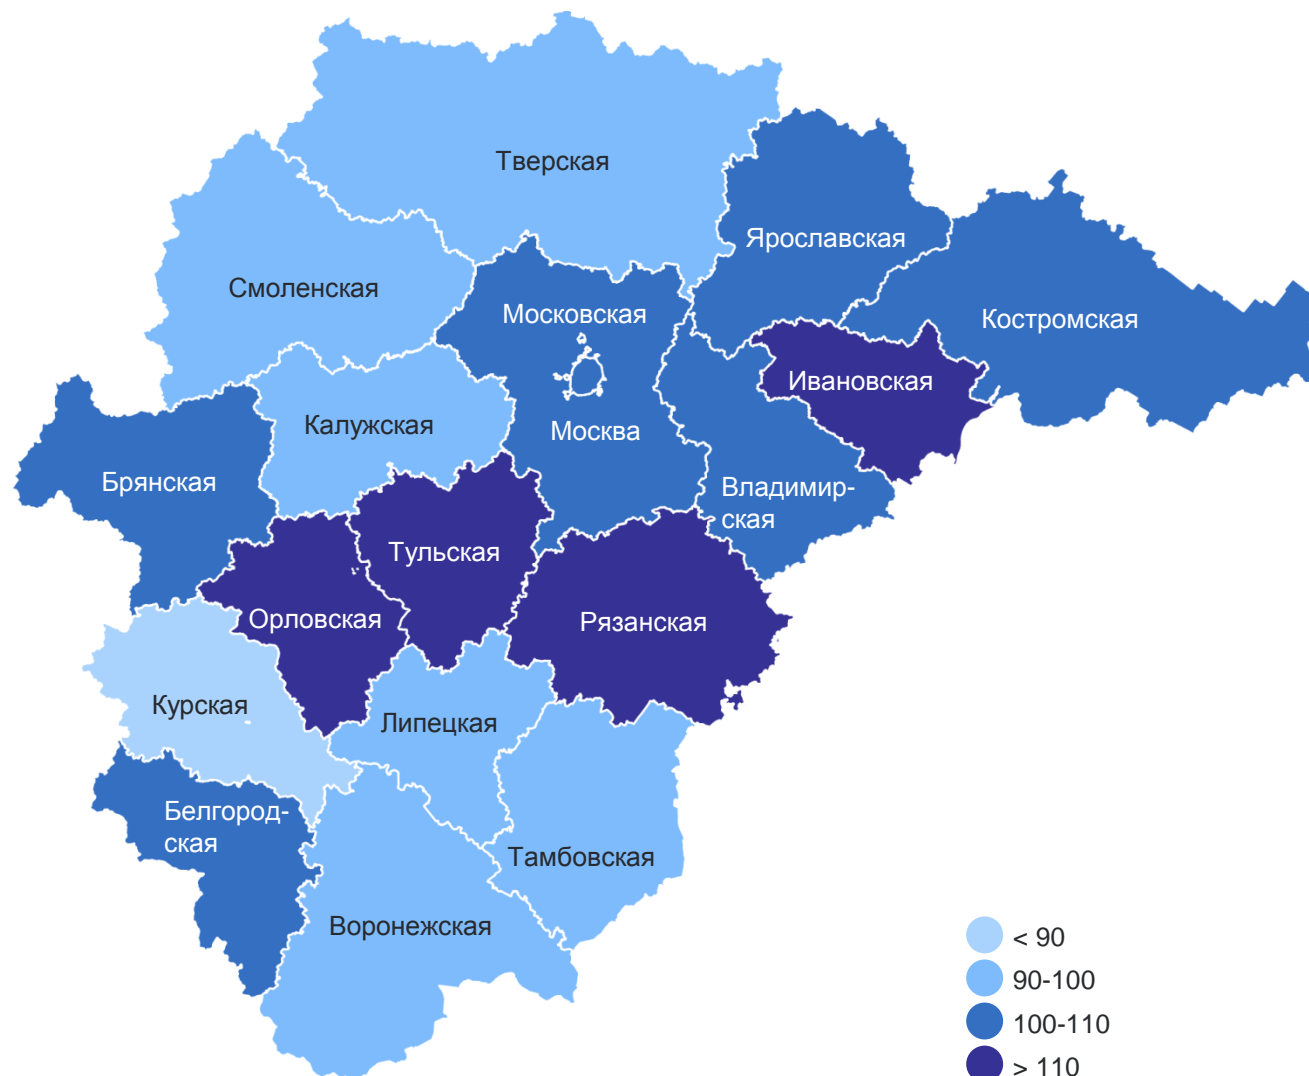 Тверская
Ярославская
Смоленская
Московская
Костромская
Ивановская
Калужская
Москва
Брянская
Владимир-
ская
Тульская
Орловская
Рязанская
Курская
Липецкая
Белгород-
ская
Тамбовская
Воронежская
< 90
90-100
100-110
> 110